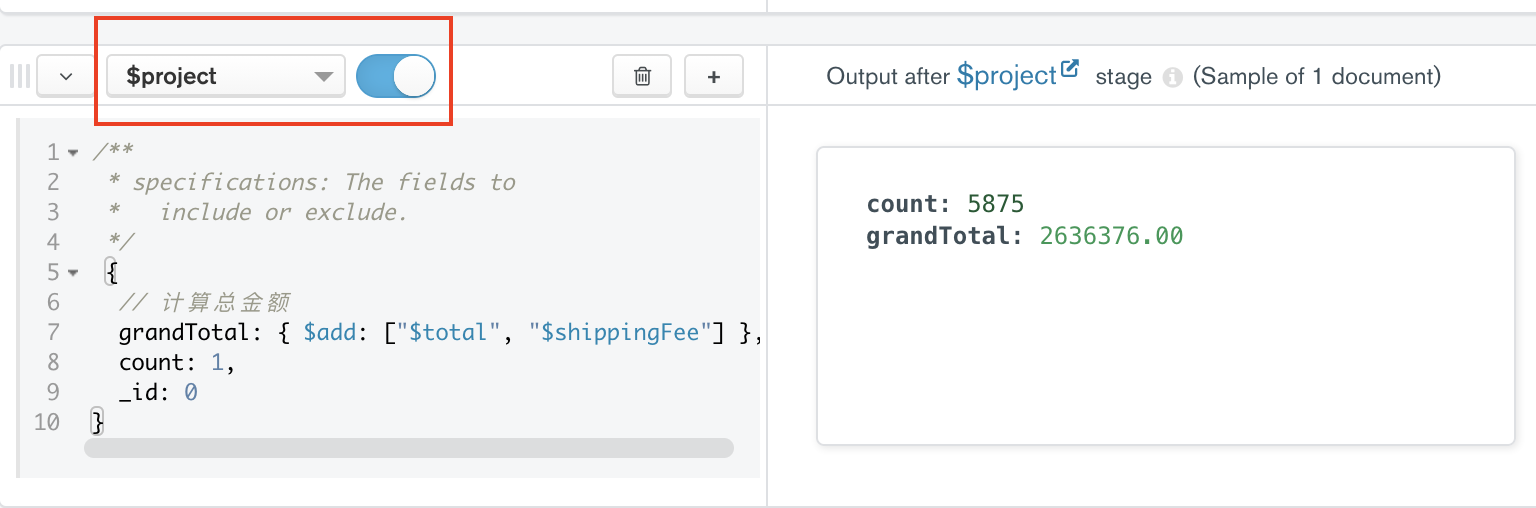 $project
+
Output after $project stage (Sample of 1 document)
1 /**
2 * specifications: The fields to
3 * include or exclude.
4 */
5 {
6 // 计算总金额
7 grandTotal: { $add: ["$total", "$shippingFee"] },
8 count: 1,
9 _id: 0
10 }
count: 5875
grandTotal: 2636376.00